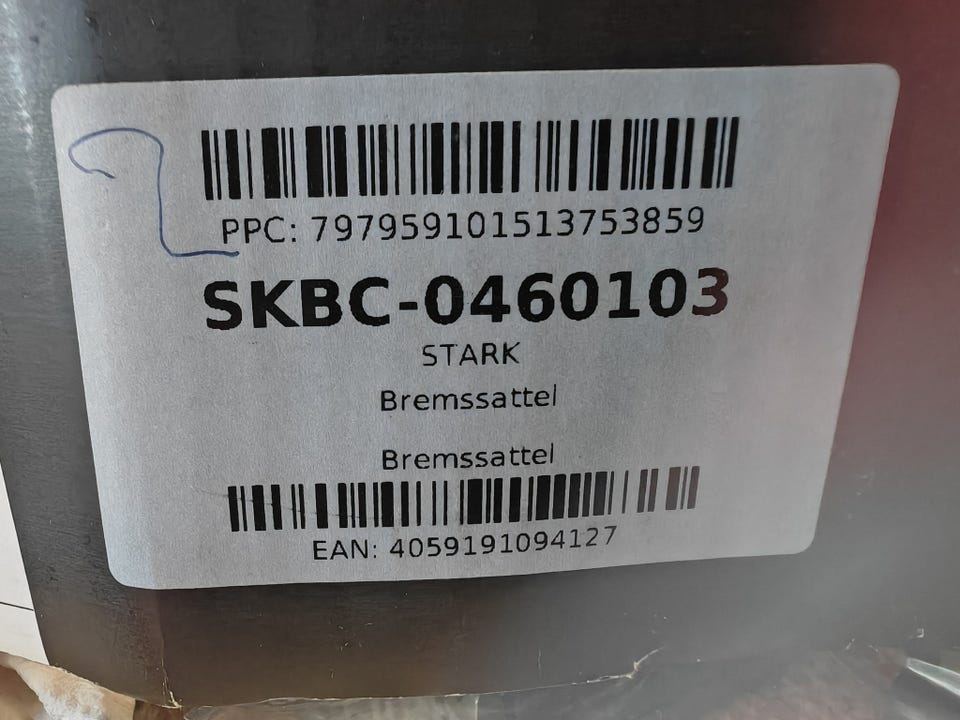 PPC: 797959101513753859
SKBC-0460103
STARK
Bremssattel
Bremssattel
EAN: 4059191094127